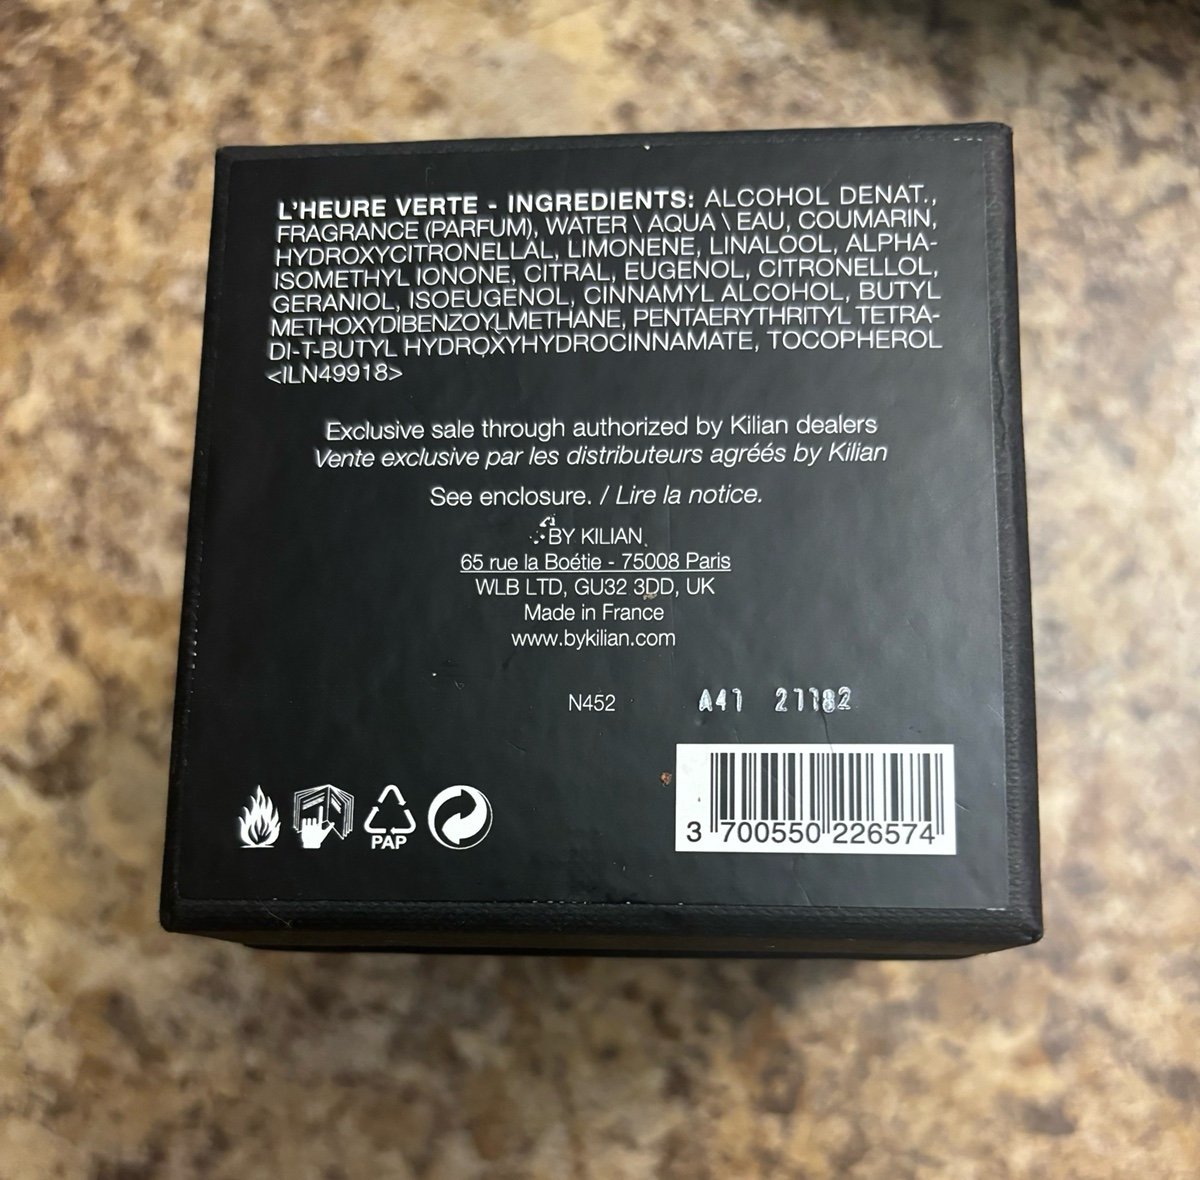 L'HEURE VERTE - INGREDIENTS: ALCOHOL DENAT.,
FRAGRANCE (PARFUM), WATER \ AQUA \ EAU, COUMARIN,
HYDROXYCITRONELLAL, LIMONENE, LINALOOL, ALPHA-
ISOMETHYL IONONE, CITRAL, EUGENOL, CITRONELLOL,
GERANIOL, ISOEUGENOL, CINNAMYL ALCOHOL, BUTYL
METHOXYDIBENZOYLMETHANE, PENTAERYTHRITYL TETRA-
DI-T-BUTYL HYDROXYHYDROCINNAMATE, TOCOPHEROL
<ILN49918>
Exclusive sale through authorized by Kilian dealers
Vente exclusive par les distributeurs agréés by Kilian
See enclosure. / Lire la notice.
BY KILIAN
65 rue la Boétie - 75008 Paris
WLB LTD, GU32 3DD, UK
Made in France
www.bykilian.com
N452 A41 21182
PAP
3 700550 226574